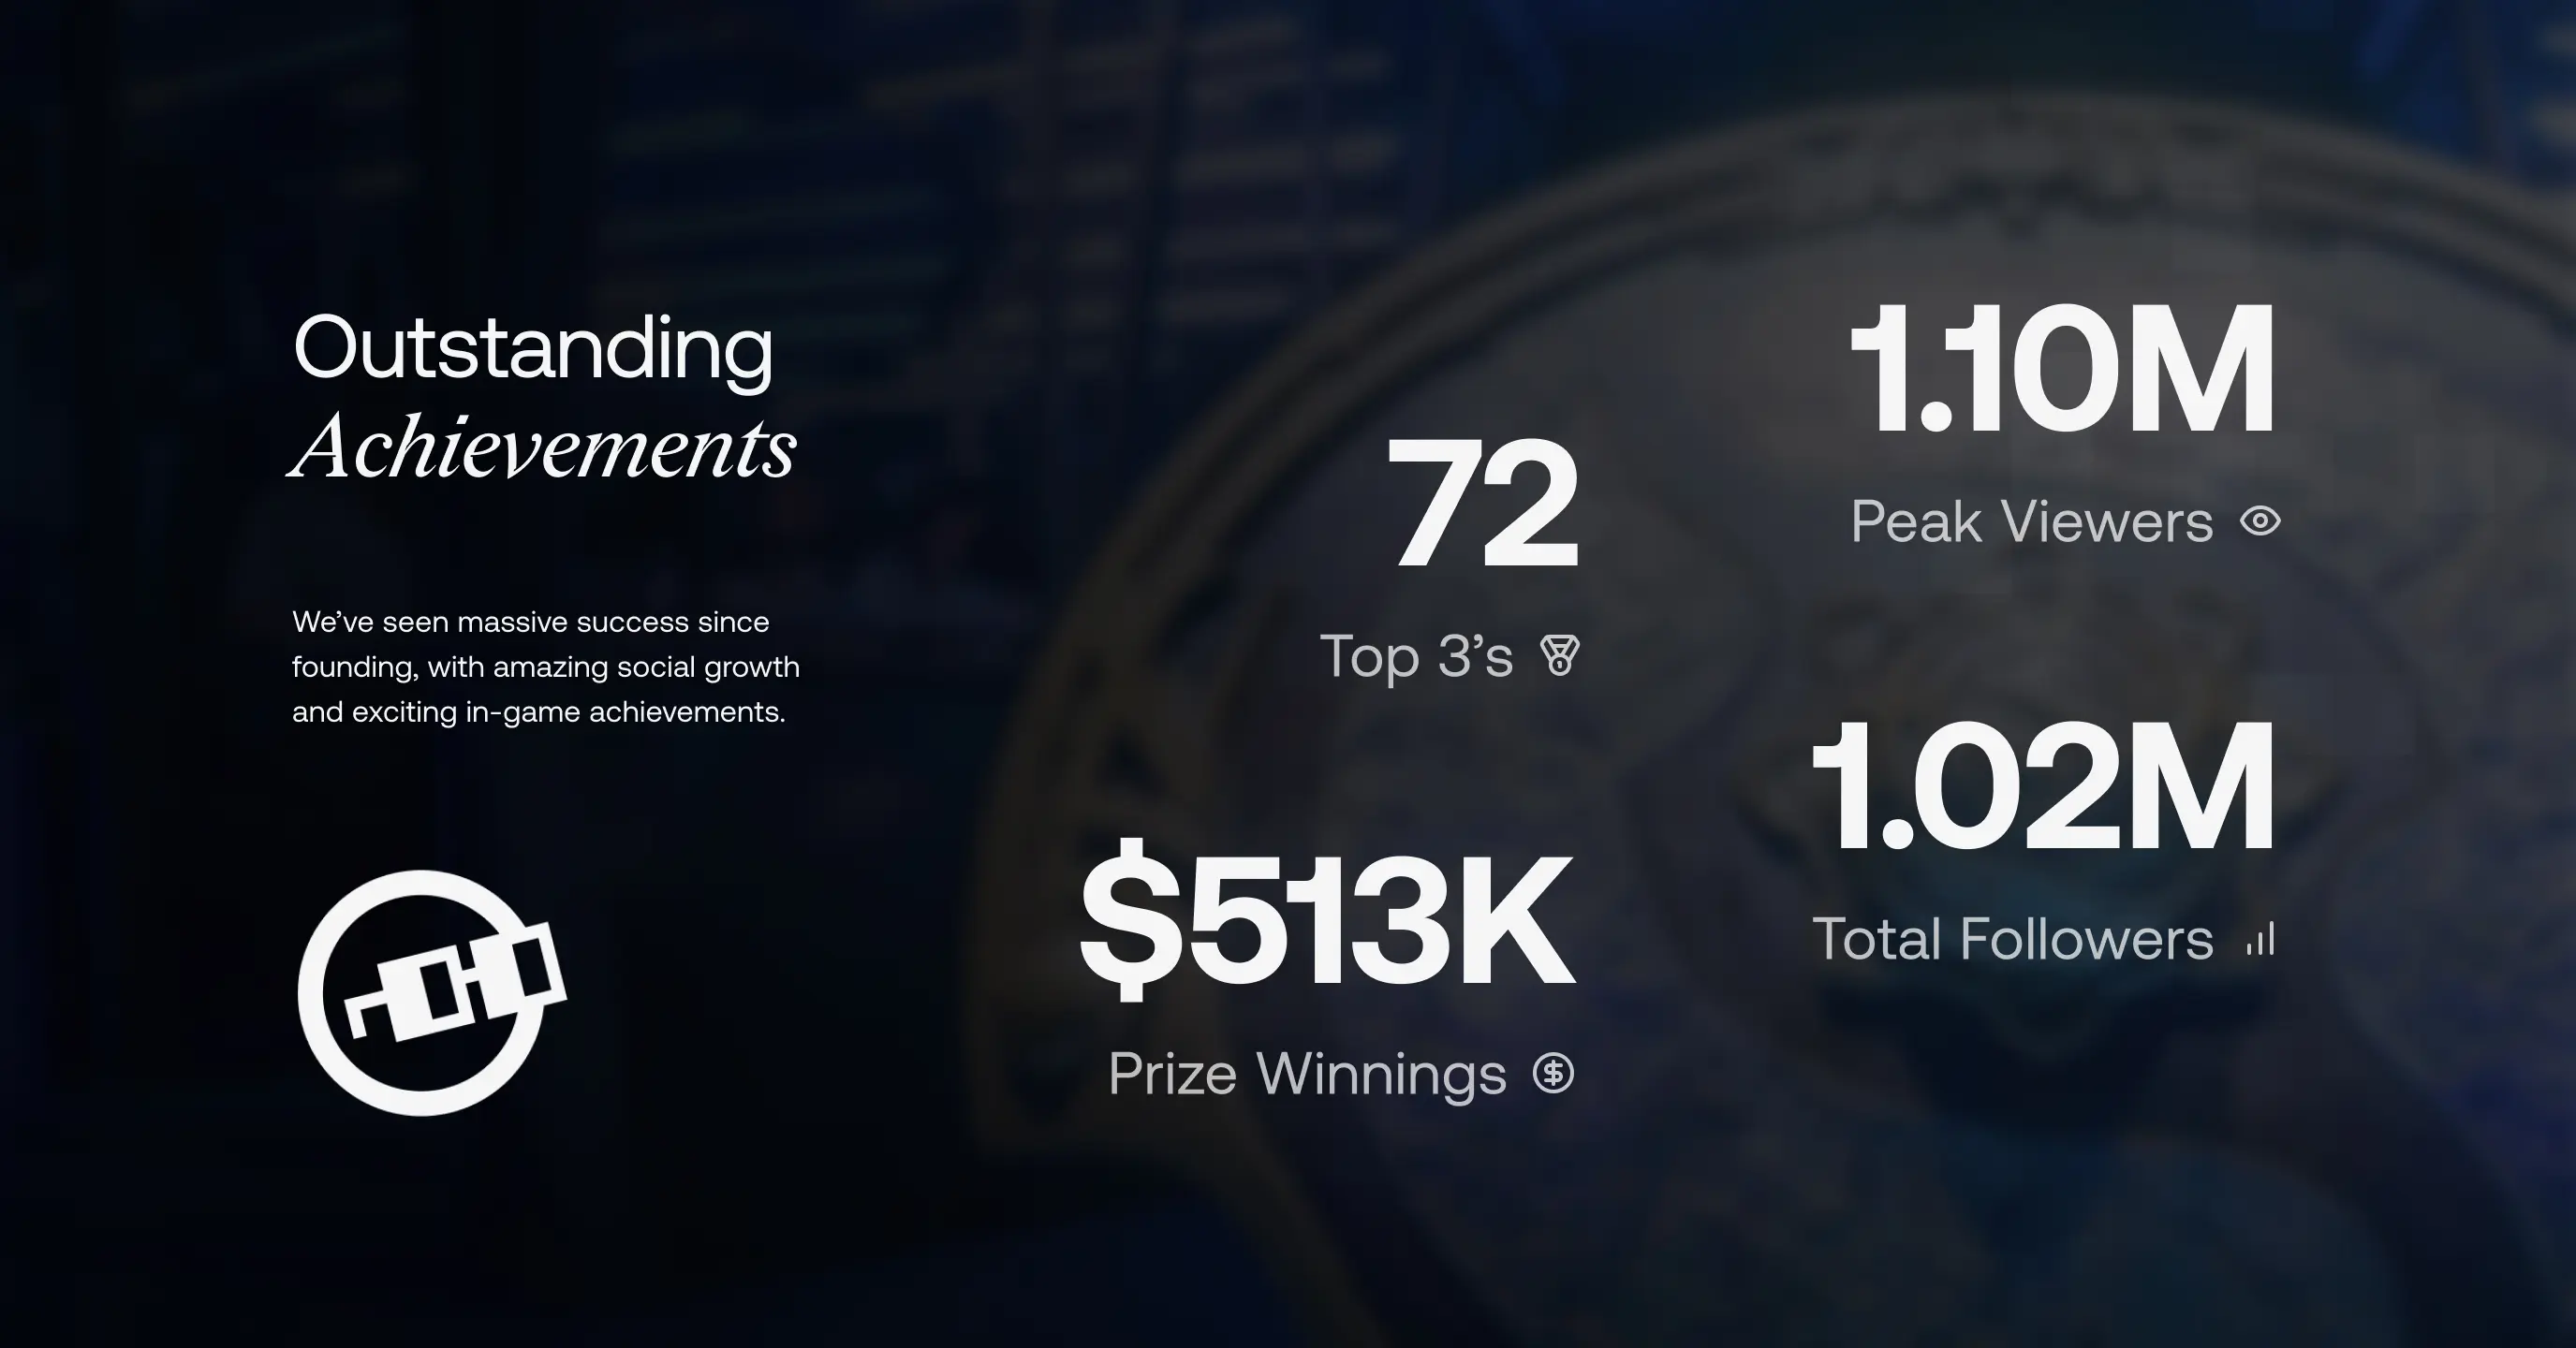 Outstanding
Achievements
We’ve seen massive success since
founding, with amazing social growth
and exciting in-game achievements.
72
Top 3’s
$513K
Prize Winnings
1.10M
Peak Viewers
1.02M
Total Followers